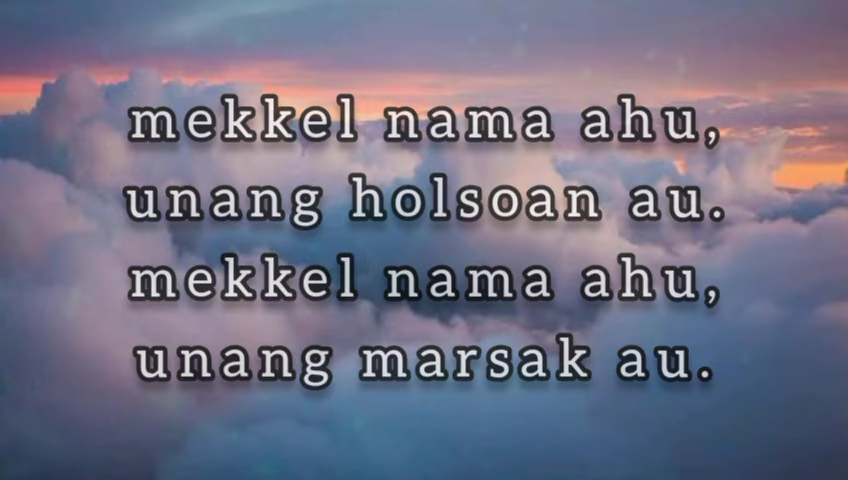 mekkel nama ahu,
unang holsoan au.
mekkel nama ahu,
unang marsak au.